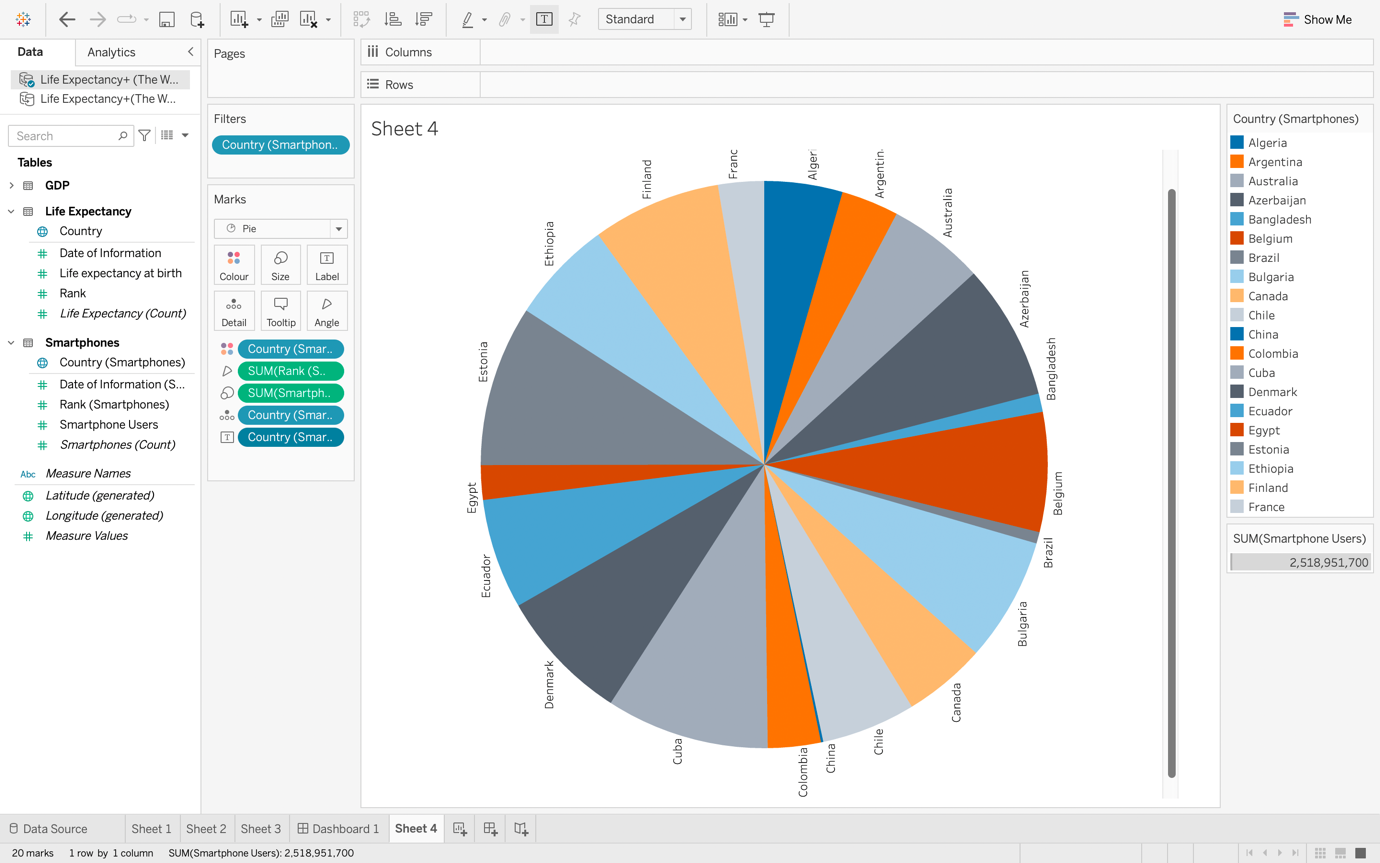 Standard
Show Me
Data
Analytics
Life Expectancy+ (The W...
Life Expectancy+(The W...
Search
Tables
GDP
Life Expectancy
Country
Date of Information
Life expectancy at birth
Rank
Life Expectancy (Count)
Smartphones
Country (Smartphones)
Date of Information (S...
Rank (Smartphones)
Smartphone Users
Smartphones (Count)
Abc Measure Names
Latitude (generated)
Longitude (generated)
Measure Values
Pages
Filters
Country (Smartphon..
Marks
Pie
Colour Size Label
Detail Tooltip Angle
Country (Smar..
SUM(Rank (S..
SUM(Smartph..
Country (Smar..
T Country (Smar..
Columns
Rows
Sheet 4
Algeri
Argentin
Australia
Azerbaijan
Bangladesh
Belgium
Brazil
Bulgaria
Canada
Chile
China
Colombia
Cuba
Denmark
Ecuador
Egypt
Estonia
Ethiopia
Finland
Franc
Country (Smartphones)
Algeria
Argentina
Australia
Azerbaijan
Bangladesh
Belgium
Brazil
Bulgaria
Canada
Chile
China
Colombia
Cuba
Denmark
Ecuador
Egypt
Estonia
Ethiopia
Finland
France
SUM(Smartphone Users)
2,518,951,700
Data Source Sheet 1 Sheet 2 Sheet 3 Dashboard 1 Sheet 4
20 marks 1 row by 1 column SUM(Smartphone Users): 2,518,951,700